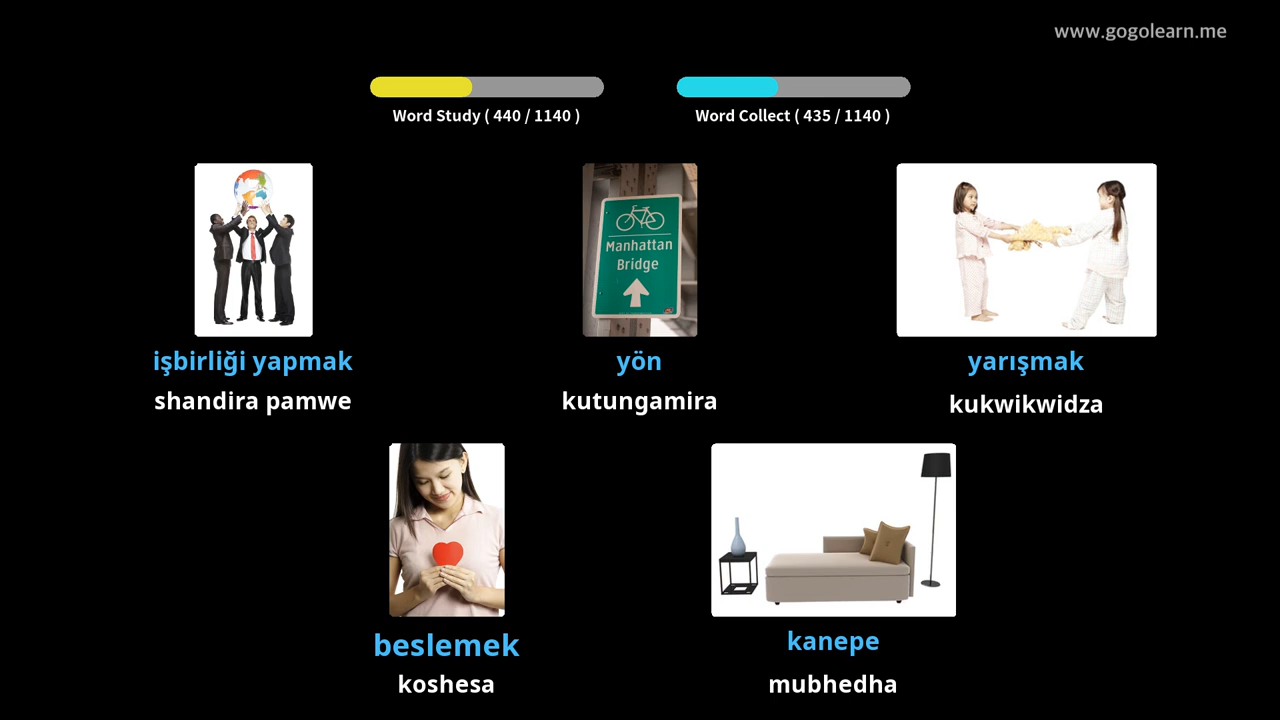 www.gogolearn.me
Word Study ( 440 / 1140 )
Word Collect ( 435 / 1140 )
Manhattan
Bridge
işbirliği yapmak
shandira pamwe
yön
kutungamira
yarışmak
kukwikwidza
beslemek
koshesa
kanepe
mubhedha